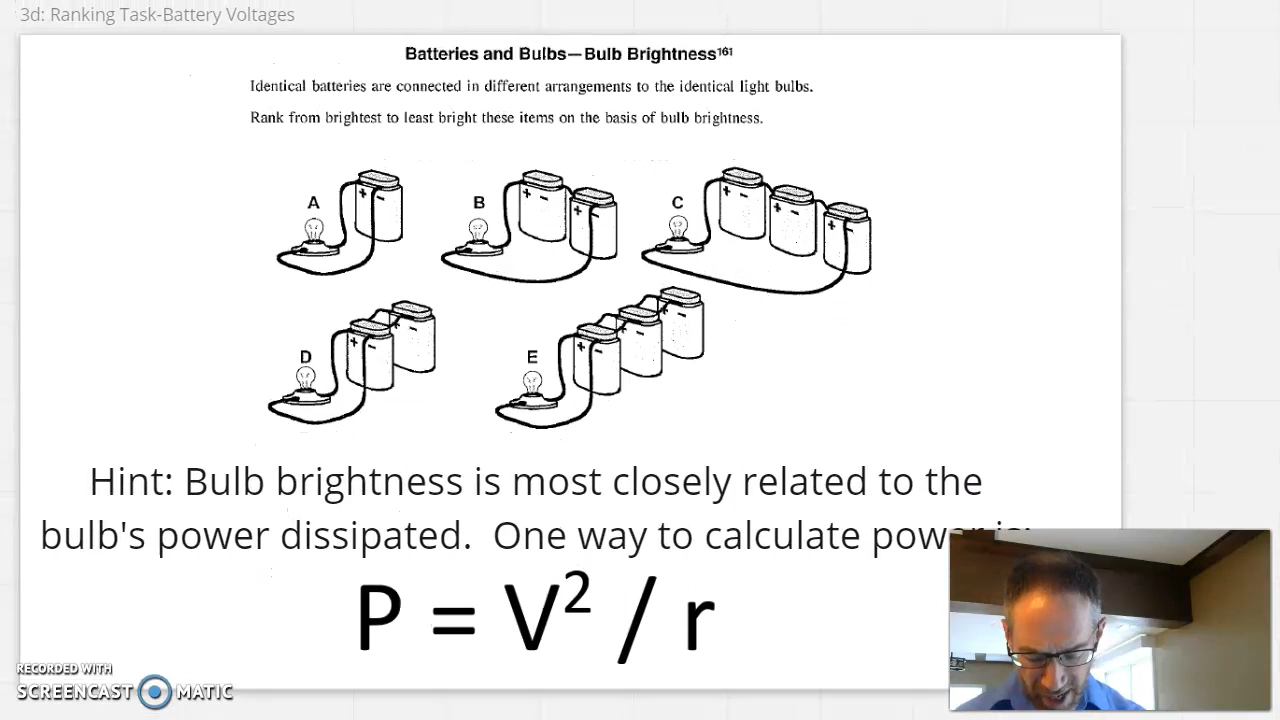 3d: Ranking Task-Battery Voltages
Batteries and Bulbs—Bulb Brightness¹⁶¹
Identical batteries are connected in different arrangements to the identical light bulbs.
Rank from brightest to least bright these items on the basis of bulb brightness.
A
+ -
B
+ -
+ -
C
+ -
+ -
+ -
D
+ -
+ -
E
+ -
+ -
-
Hint: Bulb brightness is most closely related to the
bulb's power dissipated. One way to calculate power is:
P = V² / r
RECORDED WITH
SCREENCAST MATIC